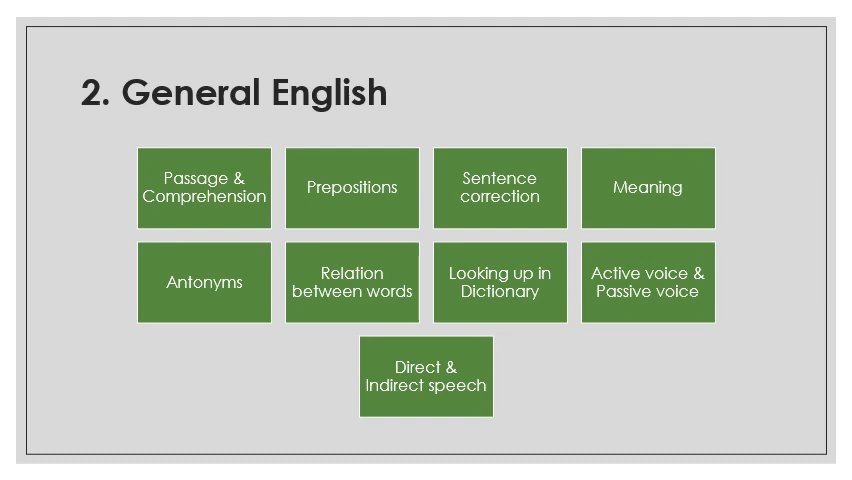 2. General English
Passage &
Comprehension
Prepositions
Sentence
correction
Meaning
Antonyms
Relation
between words
Looking up in
Dictionary
Active voice &
Passive voice
Direct &
Indirect speech